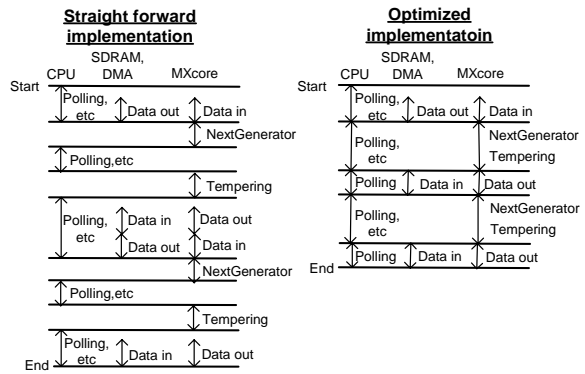 Straight forward
implementation
SDRAM,
CPU DMA MXcore
Start
Polling,
etc
Data out
Data in
NextGenerator
Polling,etc
Tempering
Polling,
etc
Data in
Data out
Data out
Data in
NextGenerator
Polling,etc
Tempering
Polling,
etc
Data in
Data out
End
Optimized
implementatoin
SDRAM,
CPU DMA MXcore
Start
Polling,
etc
Data out
Data in
Polling,
etc
NextGenerator
Tempering
Polling
Data in
Data out
Polling,
etc
NextGenerator
Tempering
Polling
Data in
Data out
End